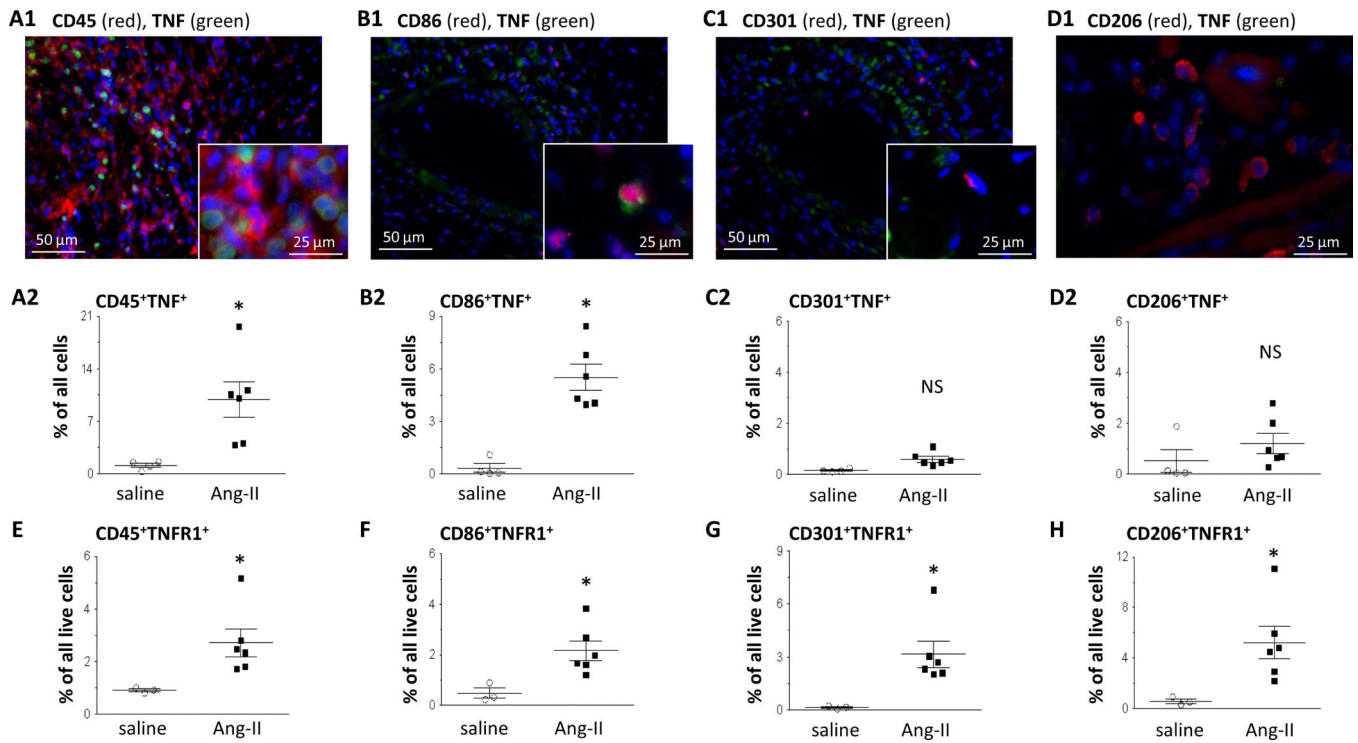 A1 CD45 (red), TNF (green)
B1 CD86 (red), TNF (green)
C1 CD301 (red), TNF (green)
D1 CD206 (red), TNF (green)
50 µm
25 µm
50 µm
25 µm
50 µm
25 µm
25 µm
A2 CD45⁺TNF⁺
*
% of all cells
21
14
7
0
saline Ang-II
B2 CD86⁺TNF⁺
*
% of all cells
9
6
3
0
saline Ang-II
C2 CD301⁺TNF⁺
NS
% of all cells
6
4
2
0
saline Ang-II
D2 CD206⁺TNF⁺
NS
% of all cells
6
4
2
0
saline Ang-II
E CD45⁺TNFR1⁺
*
% of all live cells
6
4
2
0
saline Ang-II
F CD86⁺TNFR1⁺
*
% of all live cells
6
4
2
0
saline Ang-II
G CD301⁺TNFR1⁺
*
% of all live cells
9
6
3
0
saline Ang-II
H CD206⁺TNFR1⁺
*
% of all live cells
12
8
4
0
saline Ang-II